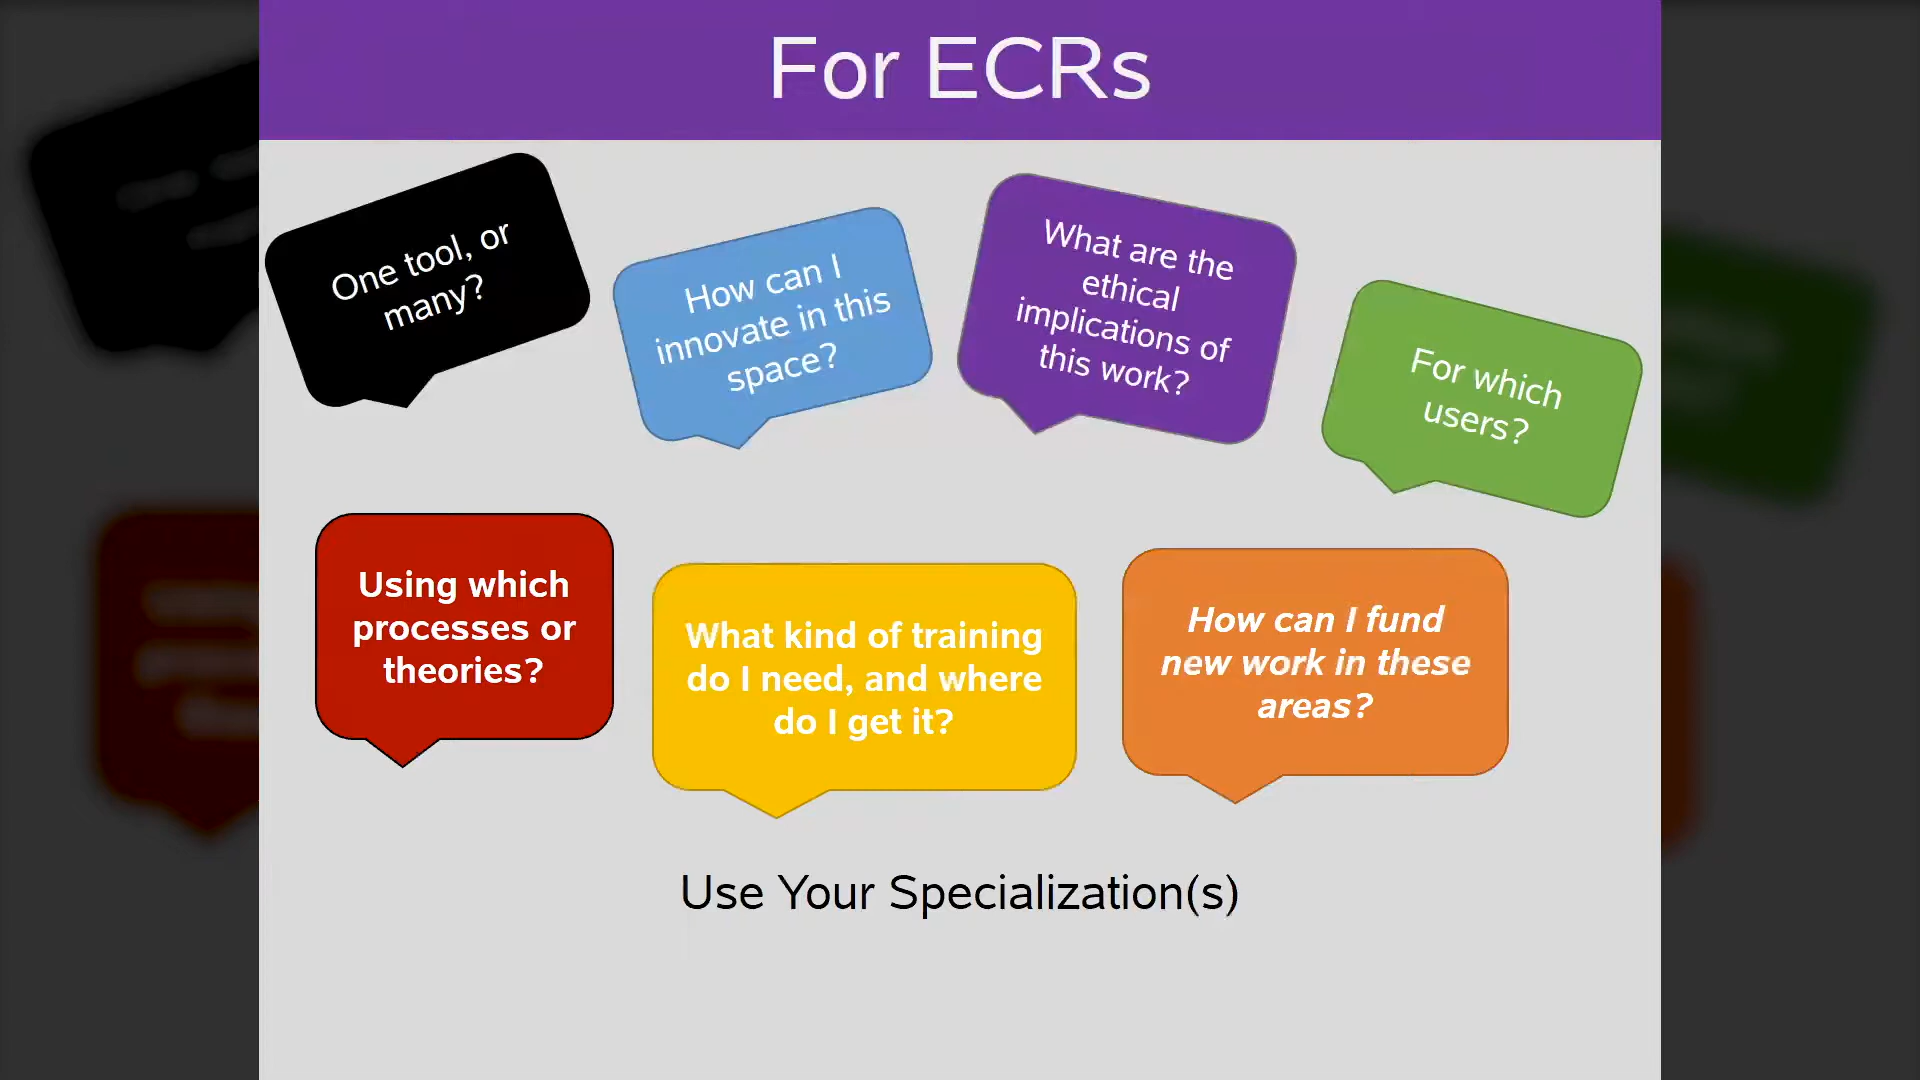 For ECRs
One tool, or
many?
How can I
innovate in this
space?
What are the
ethical
implications of
this work?
For which
users?
Using which
processes or
theories?
What kind of training
do I need, and where
do I get it?
How can I fund
new work in these
areas?
Use Your Specialization(s)